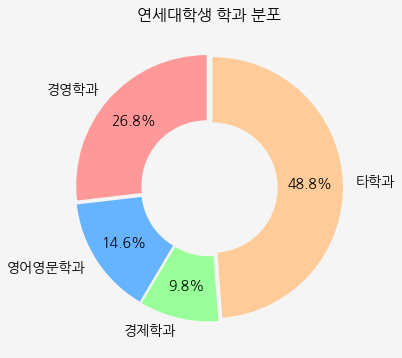 연세대학생 학과 분포
경영학과
26.8%
48.8%
타학과
14.6%
영어영문학과
9.8%
경제학과